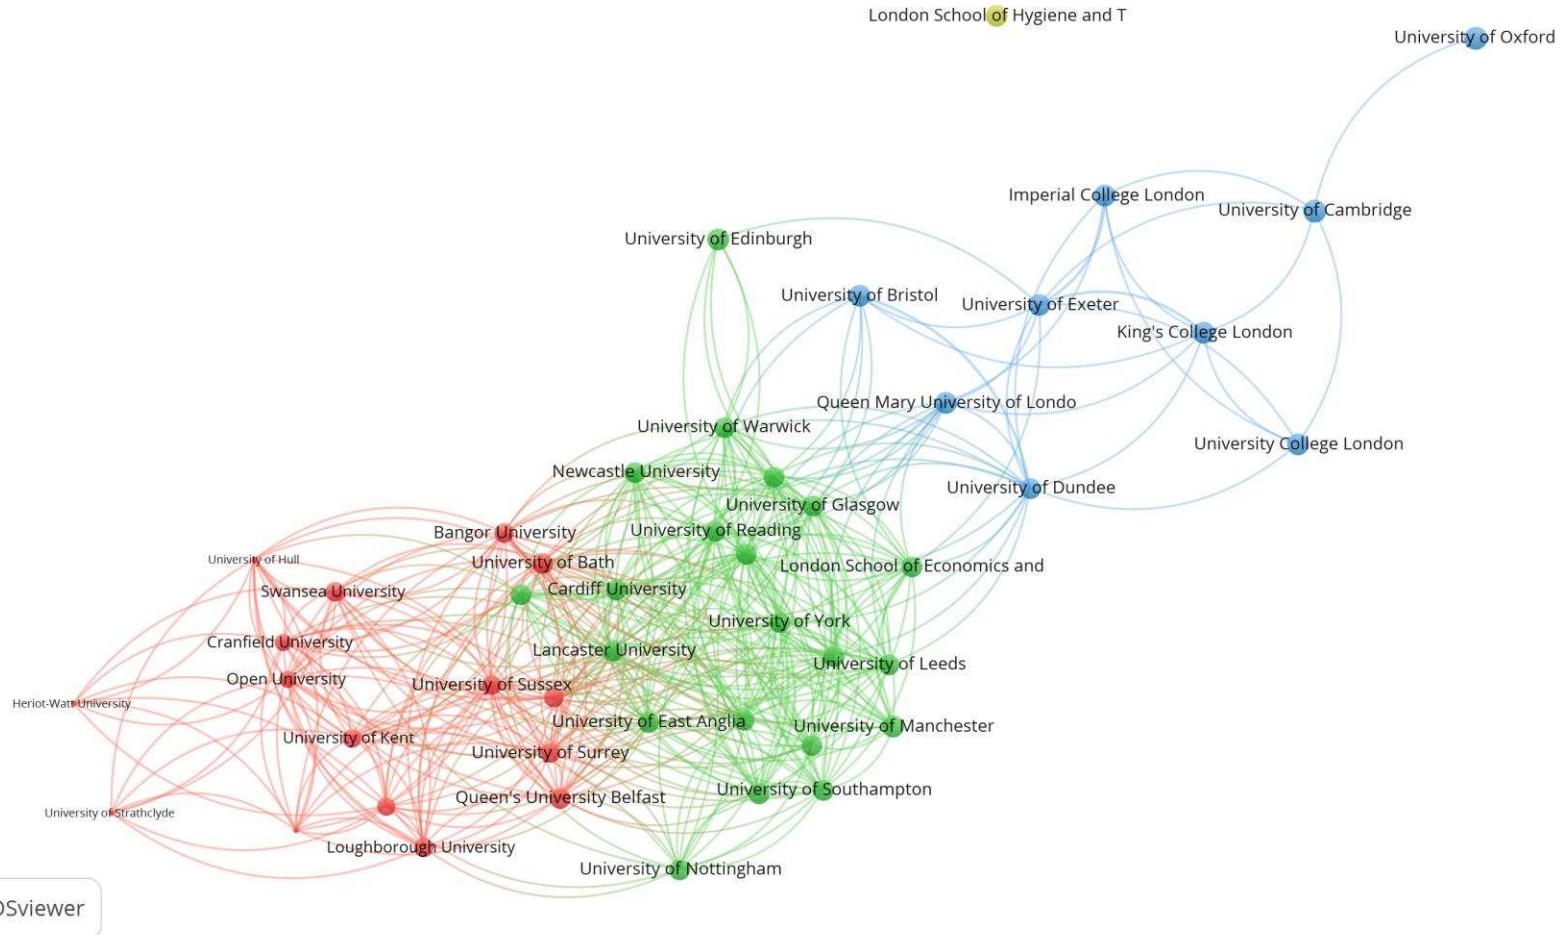 London School of Hygiene and T
University of Oxford
Imperial College London
University of Cambridge
University of Edinburgh
University of Bristol
University of Exeter
King's College London
Queen Mary University of Londo
University of Warwick
University College London
Newcastle University
University of Dundee
University of Glasgow
University of Reading
Bangor University
University of Hull
University of Bath
London School of Economics and
Swansea University
Cardiff University
University of York
Cranfield University
Lancaster University
University of Leeds
Open University
University of Sussex
Heriot-Watt University
University of East Anglia
University of Manchester
University of Kent
University of Surrey
University of Southampton
Queen's University Belfast
University of Strathclyde
Loughborough University
University of Nottingham
OSviewer